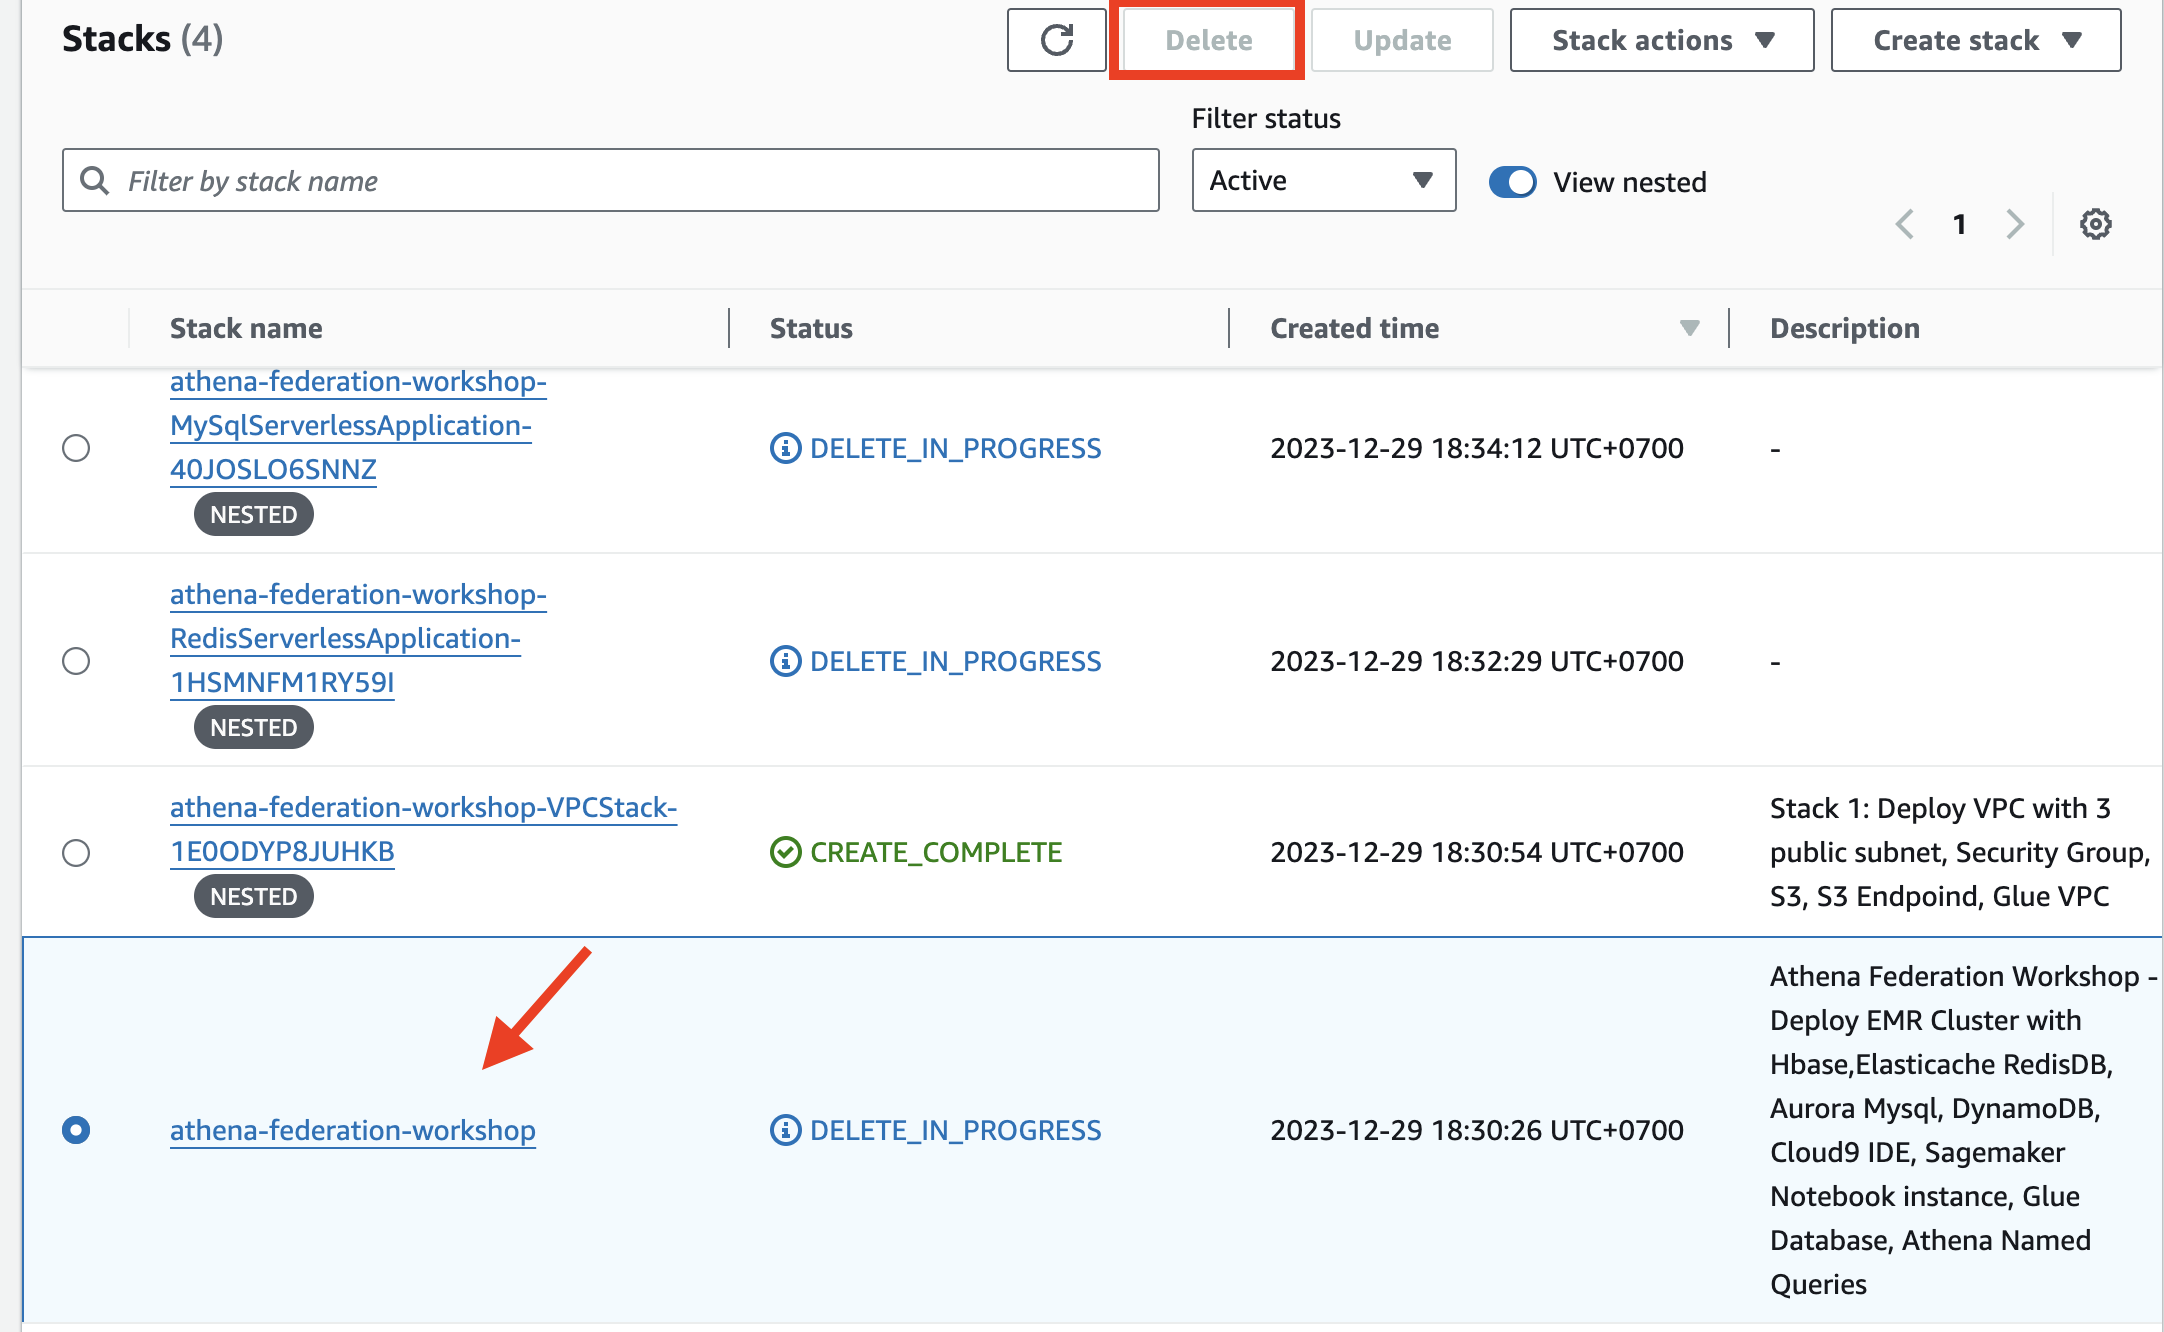 Stacks (4)
Delete
Update
Stack actions
Create stack
Filter status
Filter by stack name
Active
View nested
1
Stack name
Status
Created time
Description
athena-federation-workshop-
MySqlServerlessApplication-
40JOSLO6SNNZ
NESTED
DELETE_IN_PROGRESS
2023-12-29 18:34:12 UTC+0700
-
athena-federation-workshop-
RedisServerlessApplication-
1HSMNFM1RY59I
NESTED
DELETE_IN_PROGRESS
2023-12-29 18:32:29 UTC+0700
-
athena-federation-workshop-VPCStack-
1E0ODYP8JUHKB
NESTED
CREATE_COMPLETE
2023-12-29 18:30:54 UTC+0700
Stack 1: Deploy VPC with 3
public subnet, Security Group,
S3, S3 Endpoind, Glue VPC
athena-federation-workshop
DELETE_IN_PROGRESS
2023-12-29 18:30:26 UTC+0700
Athena Federation Workshop -
Deploy EMR Cluster with
Hbase,Elasticache RedisDB,
Aurora Mysql, DynamoDB,
Cloud9 IDE, Sagemaker
Notebook instance, Glue
Database, Athena Named
Queries